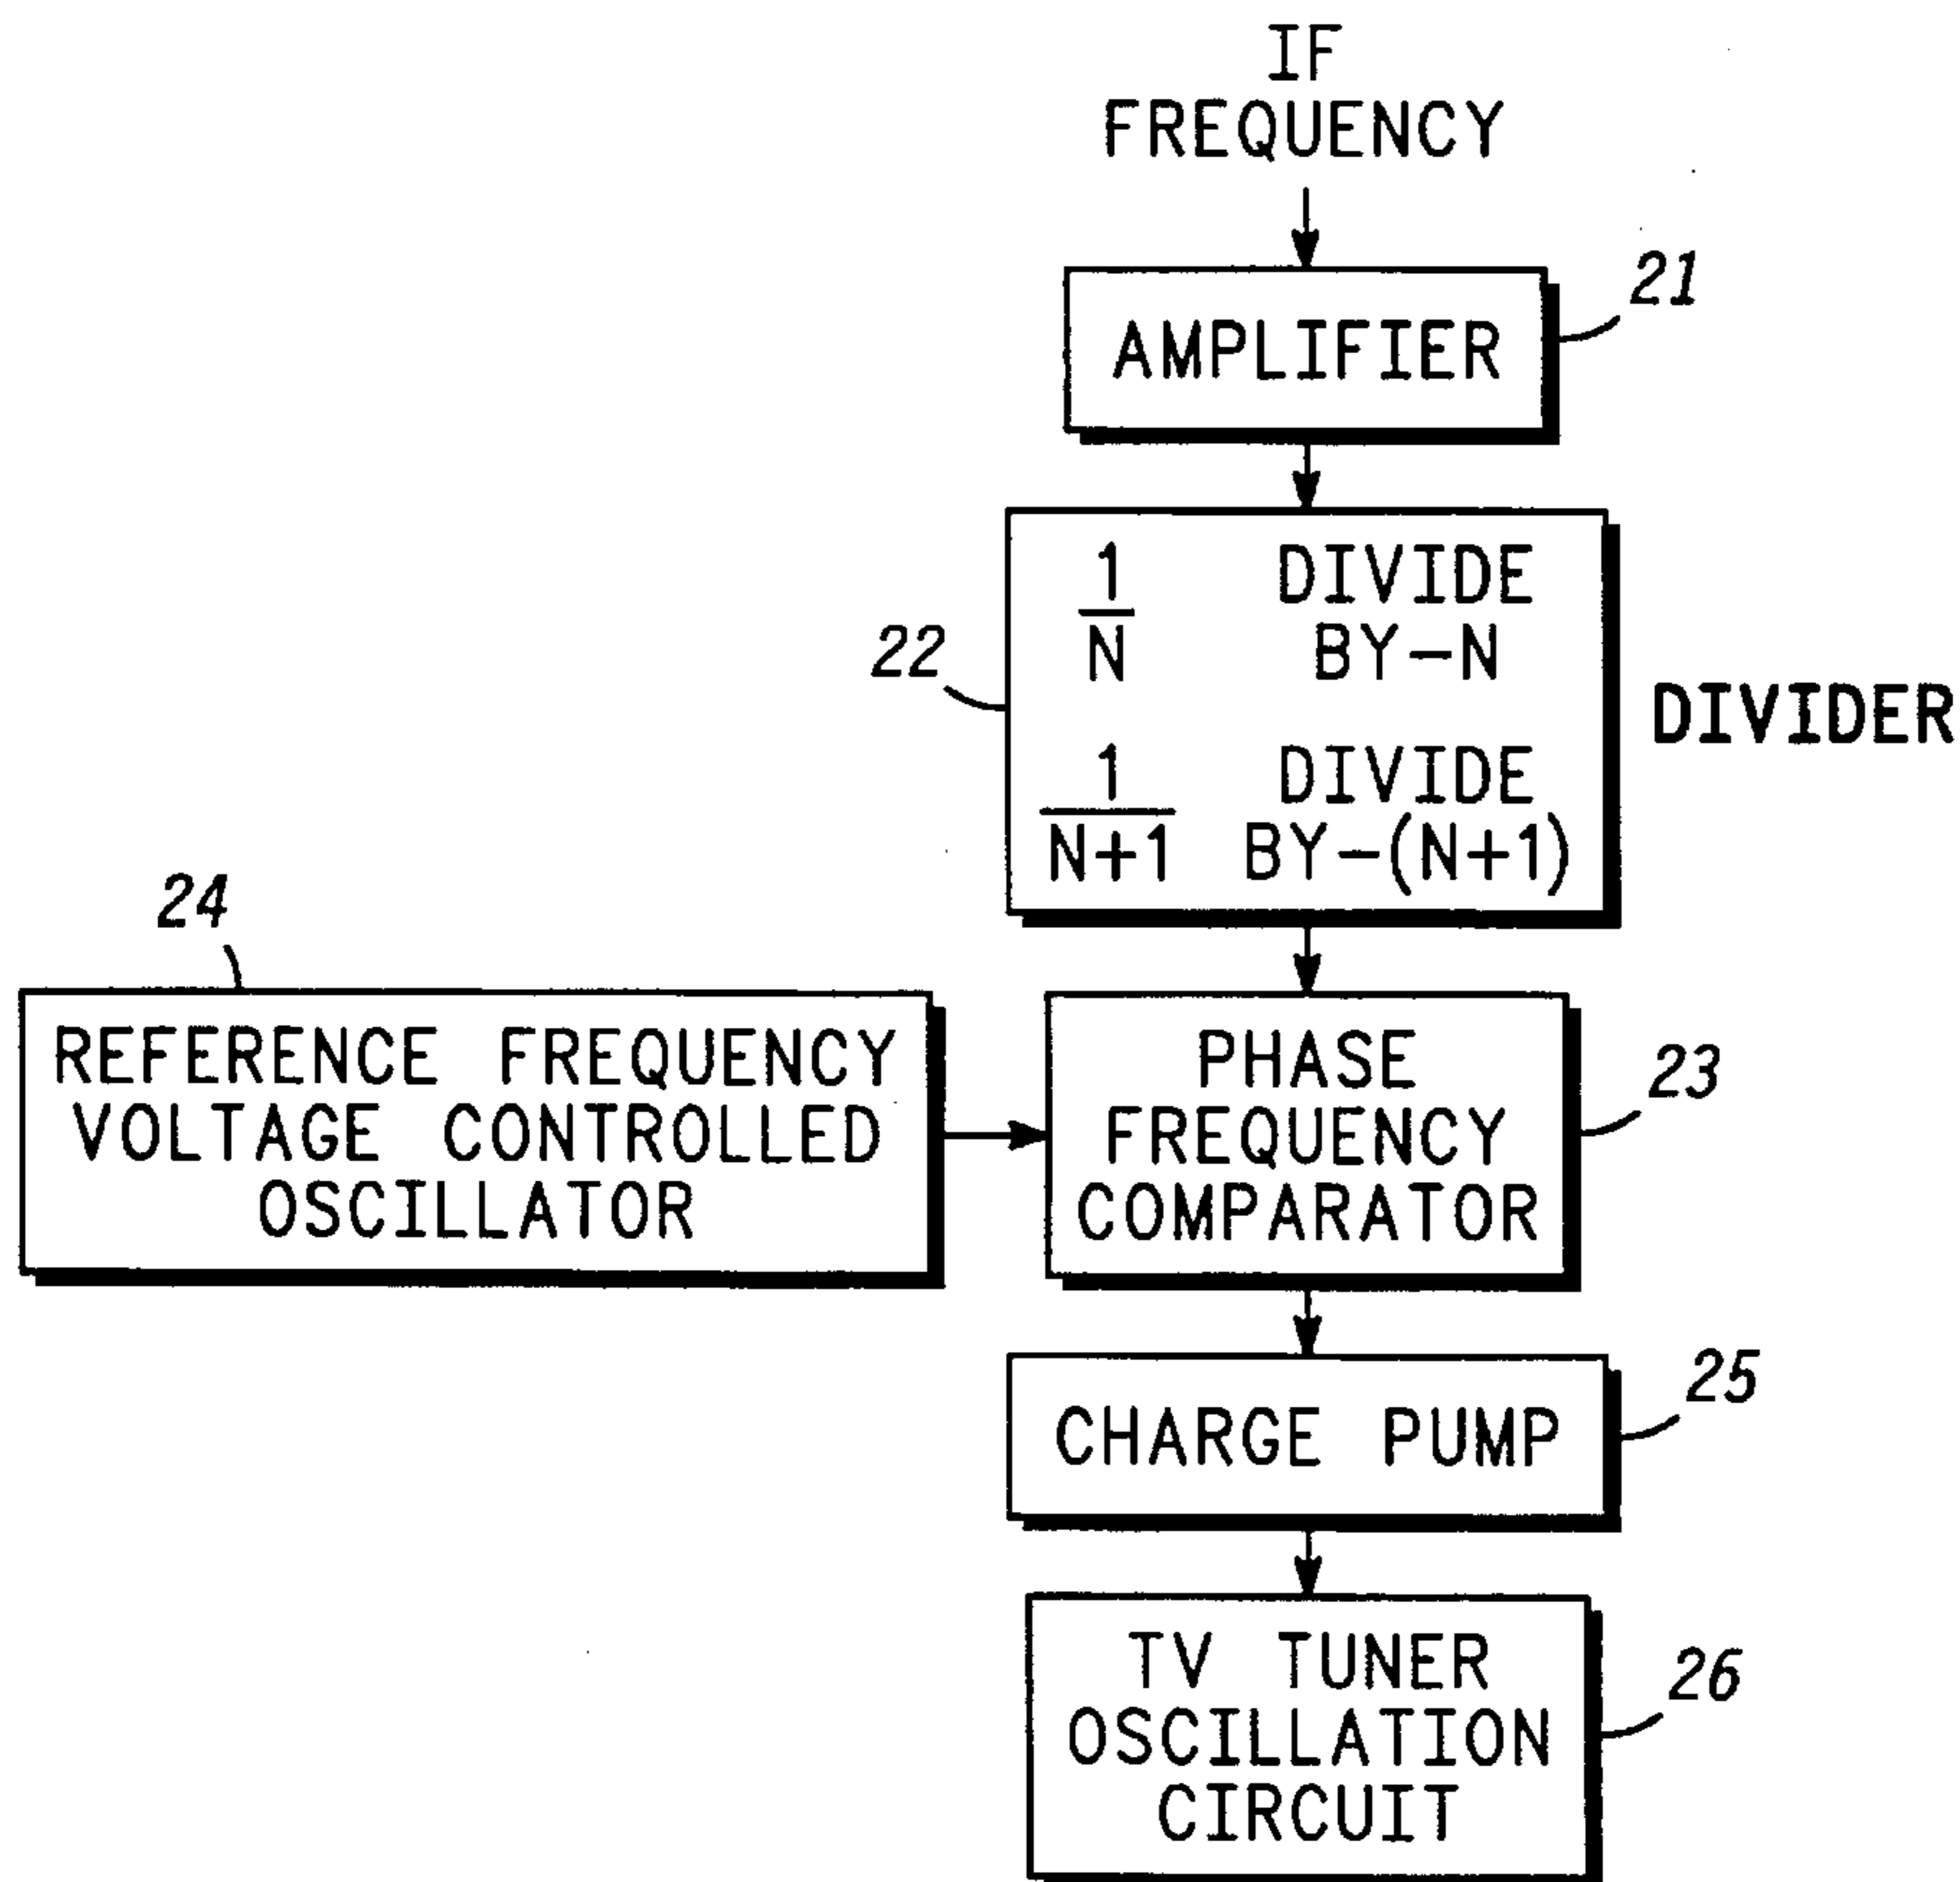 IF
FREQUENCY
21
AMPLIFIER
22
1
N
DIVIDE
BY-N
1
N+1
DIVIDE
BY-(N+1)
DIVIDER
24
REFERENCE FREQUENCY
VOLTAGE CONTROLLED
OSCILLATOR
23
PHASE
FREQUENCY
COMPARATOR
25
CHARGE PUMP
26
TV TUNER
OSCILLATION
CIRCUIT